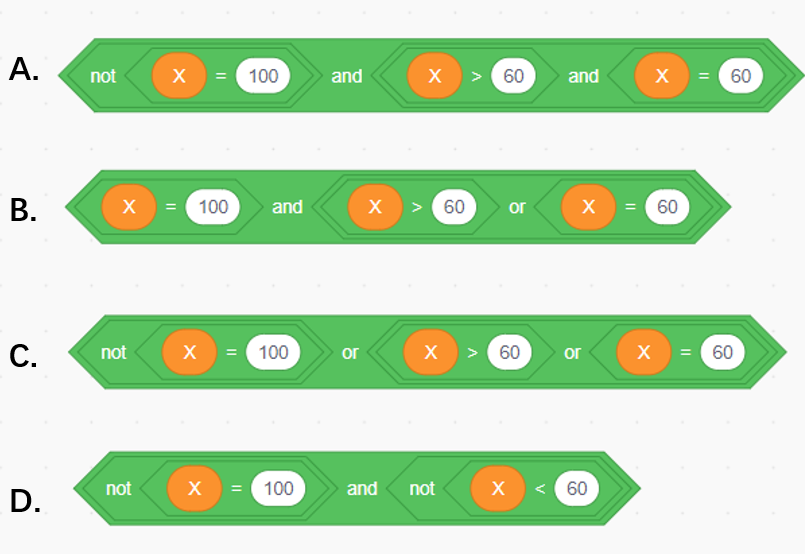 A. not X = 100 and X > 60 and X = 60
B. X = 100 and X > 60 or X = 60
C. not X = 100 or X > 60 or X = 60
D. not X = 100 and not X < 60